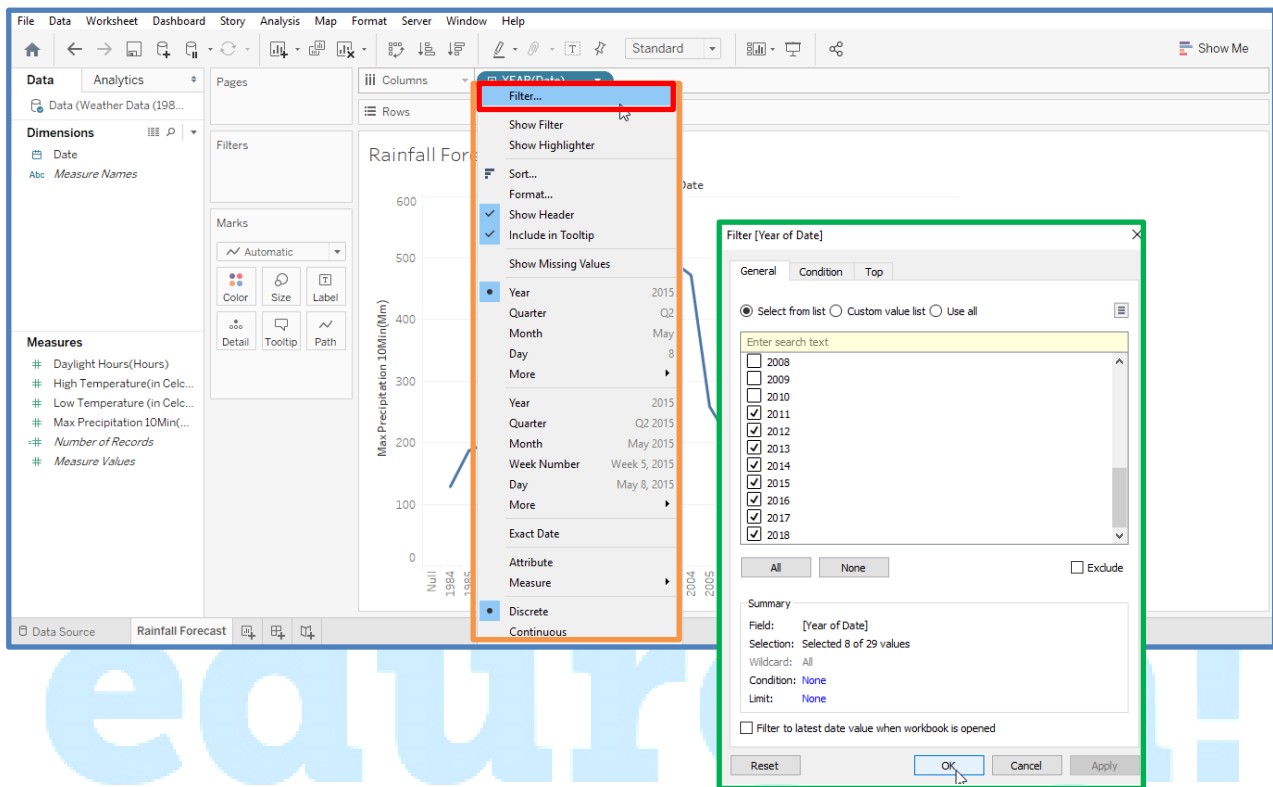 File Data Worksheet Dashboard Story Analysis Map Format Server Window Help
Standard
Show Me
Data Analytics
Data (Weather Data (198...
Dimensions
Date
Abc Measure Names
Measures
# Daylight Hours(Hours)
# High Temperature(in Celc...
# Low Temperature (in Celc...
# Max Precipitation 10Min(...
=# Number of Records
# Measure Values
Pages
Filters
Marks
Automatic
Color Size Label
Detail Tooltip Path
Columns
YEAR(Date)
Rows
Rainfall Fore
Date
Max Precipitation 10Min(Mm)
600
500
400
300
200
100
0
Null
1984
1985
2004
2005
Filter...
Show Filter
Show Highlighter
Sort...
Format...
Show Header
Include in Tooltip
Show Missing Values
Year 2015
Quarter Q2
Month May
Day 8
More
Year 2015
Quarter Q2 2015
Month May 2015
Week Number Week 5, 2015
Day May 8, 2015
More
Exact Date
Attribute
Measure
Discrete
Continuous
Filter [Year of Date]
General Condition Top
Select from list Custom value list Use all
Enter search text
2008
2009
2010
2011
2012
2013
2014
2015
2016
2017
2018
All None Exclude
Summary
Field: [Year of Date]
Selection: Selected 8 of 29 values
Wildcard: All
Condition: None
Limit: None
Filter to latest date value when workbook is opened
Reset OK Cancel Apply
Data Source Rainfall Forecast